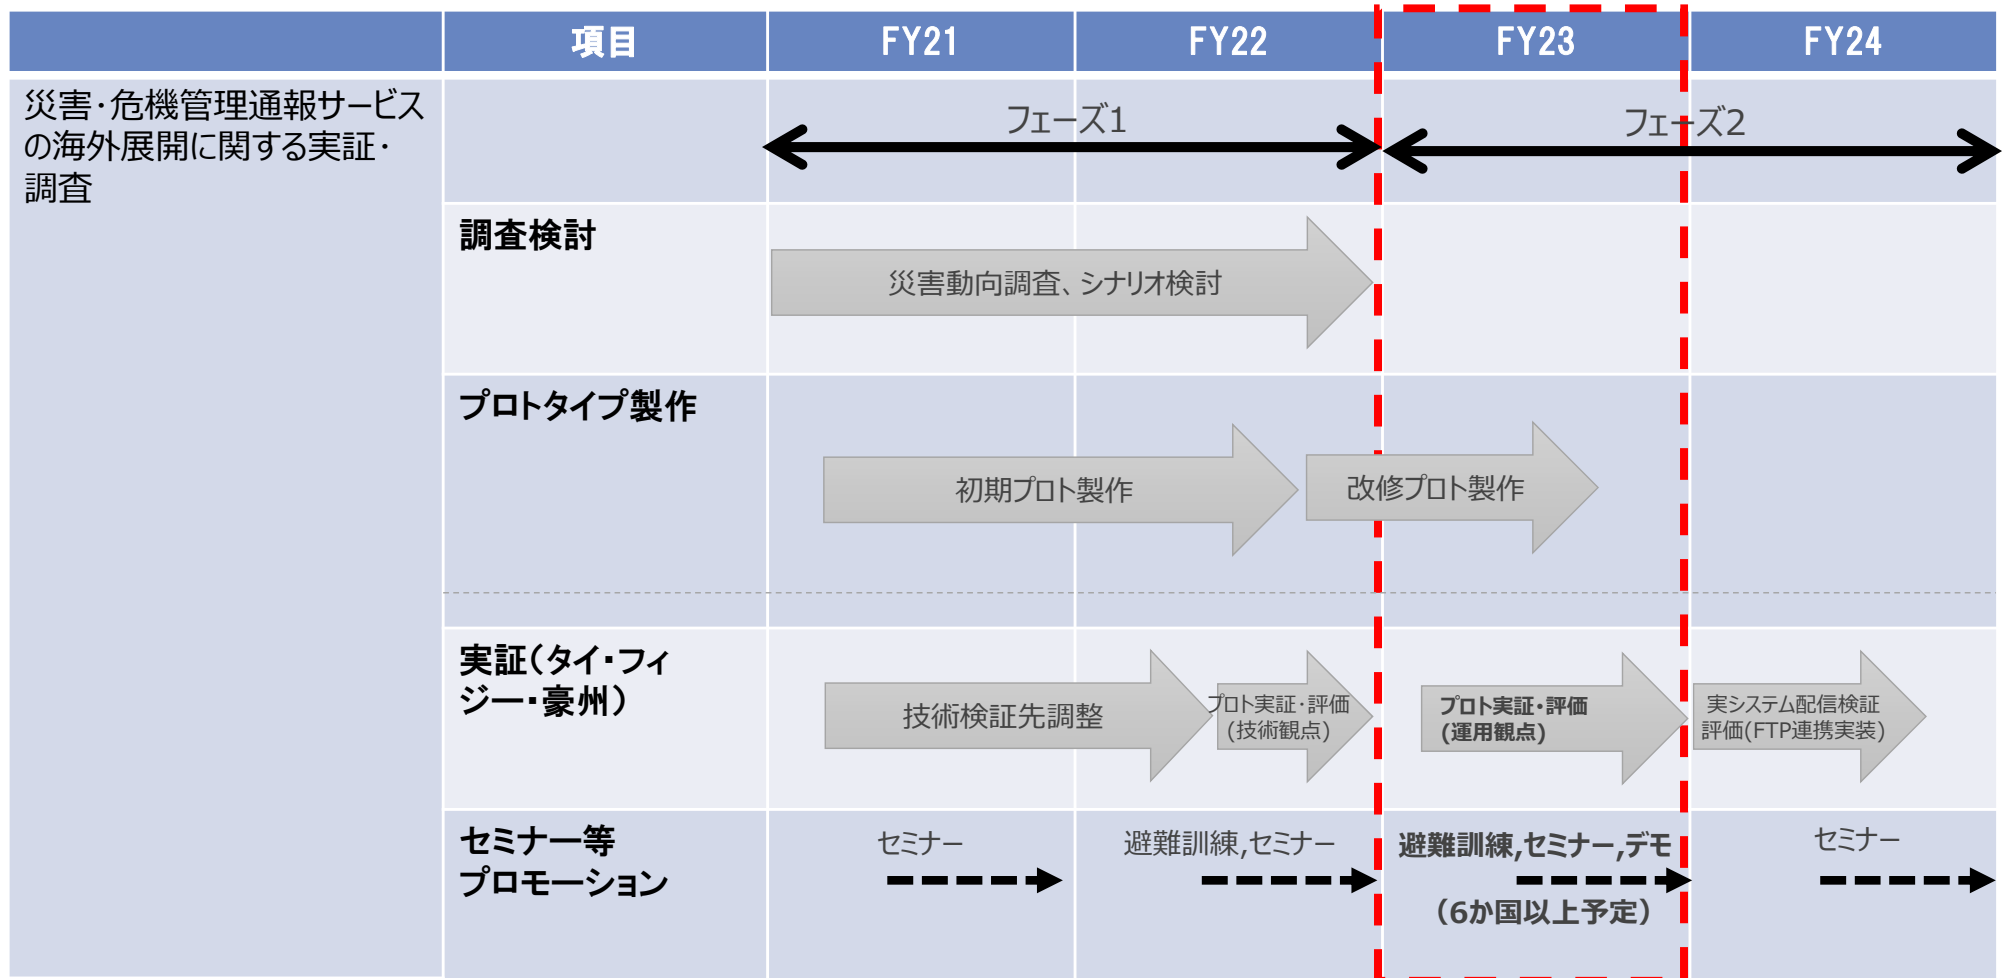 項目
FY21
FY22
FY23
FY24
災害・危機管理通報サービス
の海外展開に関する実証・
調査
フェーズ1
フェーズ2
調査検討
災害動向調査、シナリオ検討
プロトタイプ製作
初期プロト製作
改修プロト製作
実証（タイ・フィ
ジー・豪州）
技術検証先調整
プロト実証・評価
(技術観点)
プロト実証・評価
(運用観点)
実システム配信検証
評価(FTP連携実装)
セミナー等
プロモーション
セミナー
避難訓練,セミナー
避難訓練,セミナー,デモ
（6か国以上予定）
セミナー